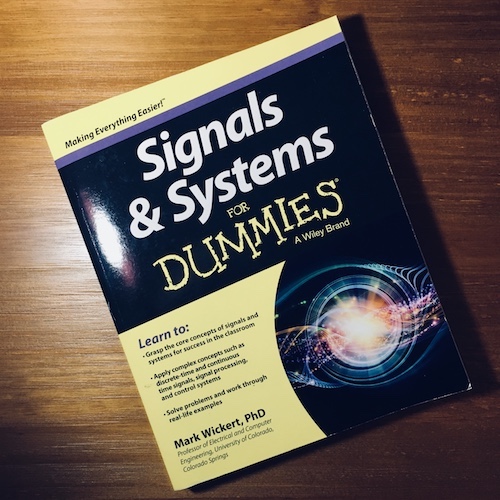 Making Everything Easier!™
Signals
& Systems
FOR
DUMMIES®
A Wiley Brand
Learn to:
• Grasp the core concepts of signals and
systems for success in the classroom
• Apply complex concepts such as
discrete-time and continuous
time signals, signal processing,
and control systems
• Solve problems and work through
real-life examples
Mark Wickert, PhD
Professor of Electrical and Computer
Engineering, University of Colorado,
Colorado Springs